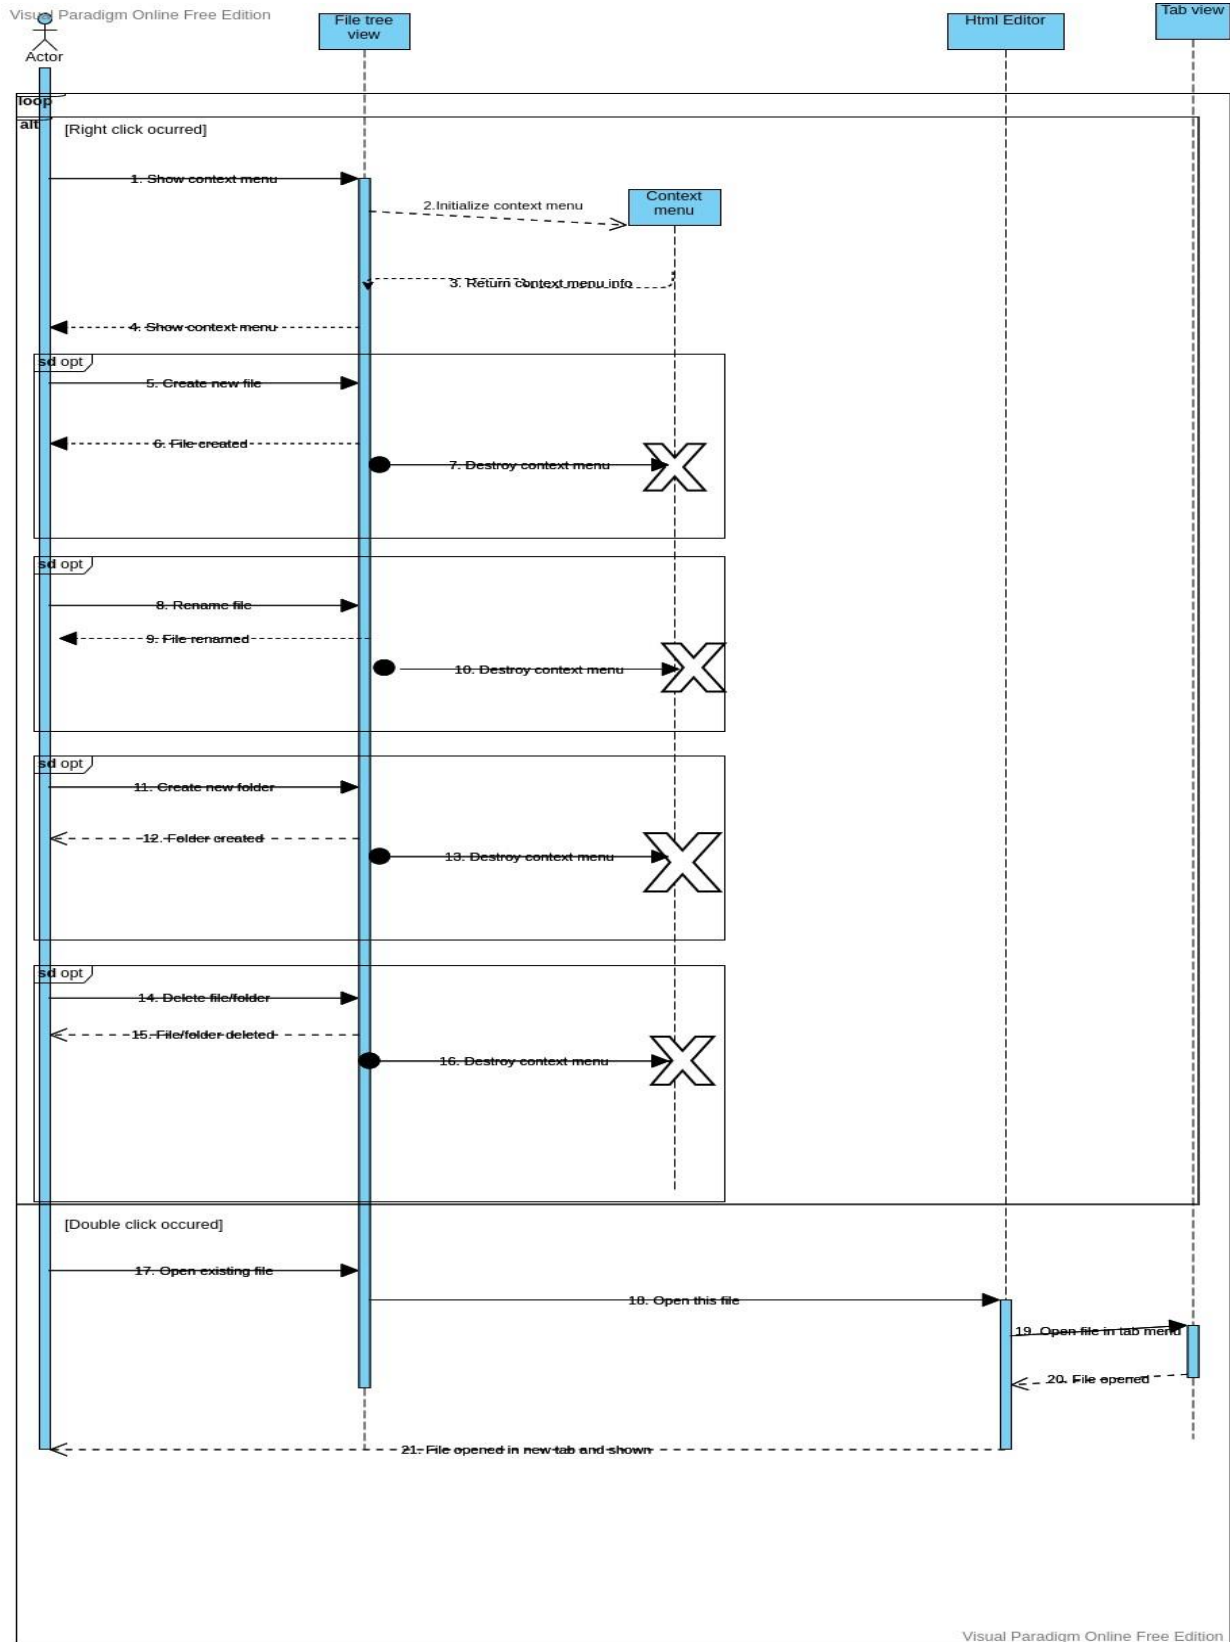 Visual Paradigm Online Free Edition
Actor
File tree
view
Html Editor
Tab view
loop
alt
[Right click ocurred]
1. Show context menu
Context
menu
2.Initialize context menu
3. Return context menu info
4. Show context menu
sd opt
5. Create new file
6. File created
7. Destroy context menu
sd opt
8. Rename file
9. File renamed
10. Destroy context menu
sd opt
11. Create new folder
12. Folder created
13. Destroy context menu
sd opt
14. Delete file/folder
15. File/folder deleted
16. Destroy context menu
[Double click occured]
17. Open existing file
18. Open this file
19. Open file in tab menu
20. File opened
21. File opened in new tab and shown
Visual Paradigm Online Free Edition